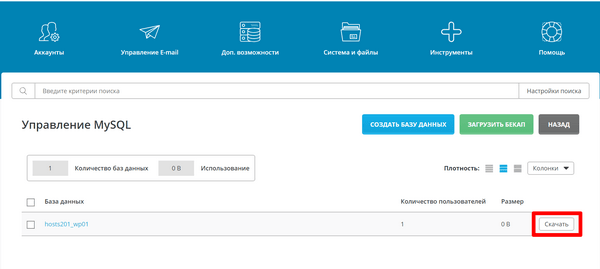 Аккаунты Управление E-mail Доп. возможности Система и файлы Инструменты Помощь
Введите критерии поиска Настройки поиска
Управление MySQL СОЗДАТЬ БАЗУ ДАННЫХ ЗАГРУЗИТЬ БЕКАП НАЗАД
1 Количество баз данных 0 B Использование Плотность: Колонки
База данных Количество пользователей Размер
hosts201_wp01 1 0 B Скачать